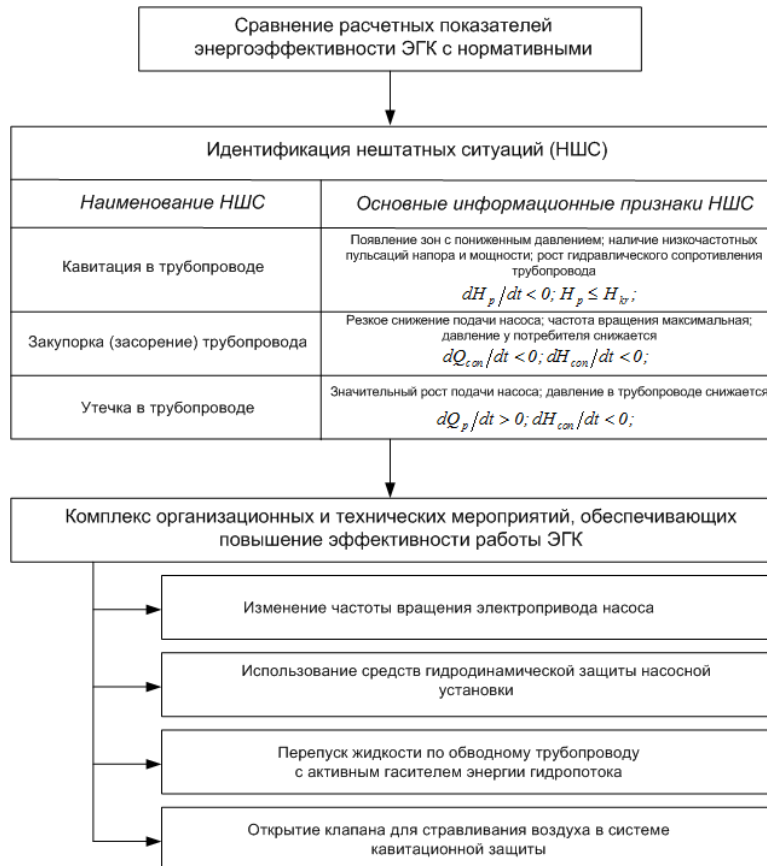 Сравнение расчетных показателей
энергоэффективности ЭГК с нормативными
Идентификация нештатных ситуаций (НШС)
Наименование НШС
Основные информационные признаки НШС
Кавитация в трубопроводе
Появление зон с пониженным давлением; наличие низкочастотных
пульсаций напора и мощности; рост гидравлического сопротивления
трубопровода
dH_p/dt < 0; H_p ≤ H_kr;
Закупорка (засорение) трубопровода
Резкое снижение подачи насоса; частота вращения максимальная;
давление у потребителя снижается
dQ_con/dt < 0; dH_con/dt < 0;
Утечка в трубопроводе
Значительный рост подачи насоса; давление в трубопроводе снижается
dQ_p/dt > 0; dH_con/dt < 0;
Комплекс организационных и технических мероприятий, обеспечивающих
повышение эффективности работы ЭГК
Изменение частоты вращения электропривода насоса
Использование средств гидродинамической защиты насосной
установки
Перепуск жидкости по обводному трубопроводу
с активным гасителем энергии гидропотока
Открытие клапана для стравливания воздуха в системе
кавитационной защиты